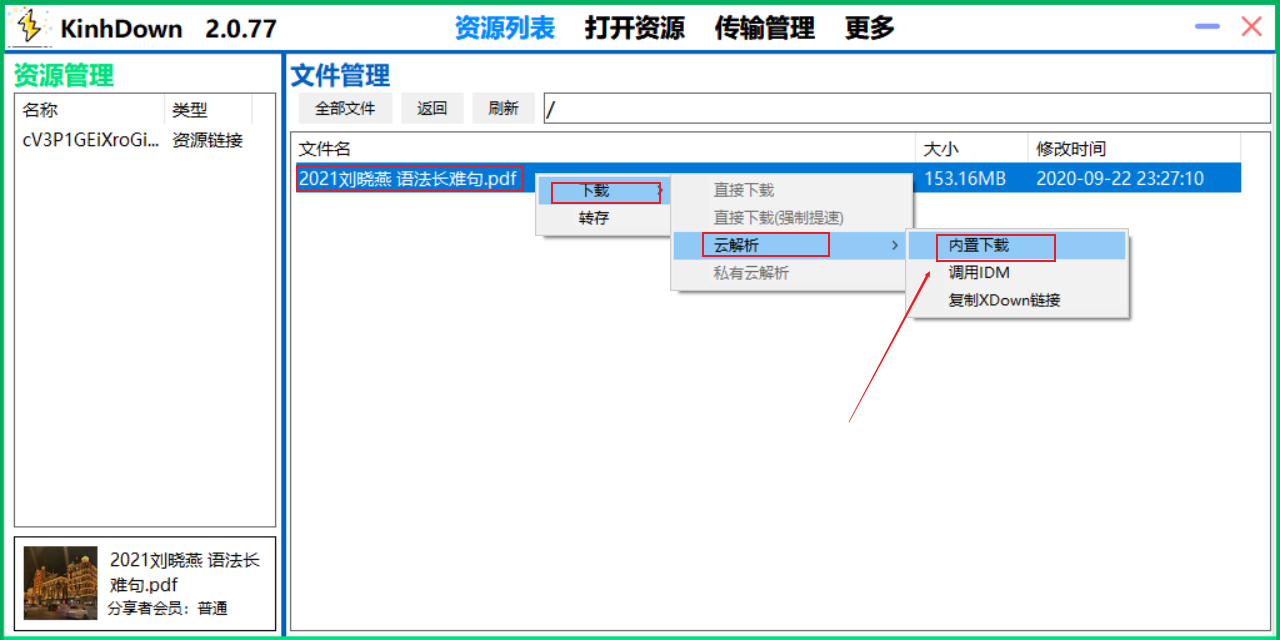 KinhDown 2.0.77
资源列表 打开资源 传输管理 更多
资源管理
名称 类型
cV3P1GEiXroGi... 资源链接
文件管理
全部文件 返回 刷新 /
文件名 大小 修改时间
2021刘晓燕 语法长难句.pdf 153.16MB 2020-09-22 23:27:10
下载
转存
直接下载
直接下载(强制提速)
云解析
私有云解析
内置下载
调用IDM
复制XDown链接
2021刘晓燕 语法长
难句.pdf
分享者会员：普通